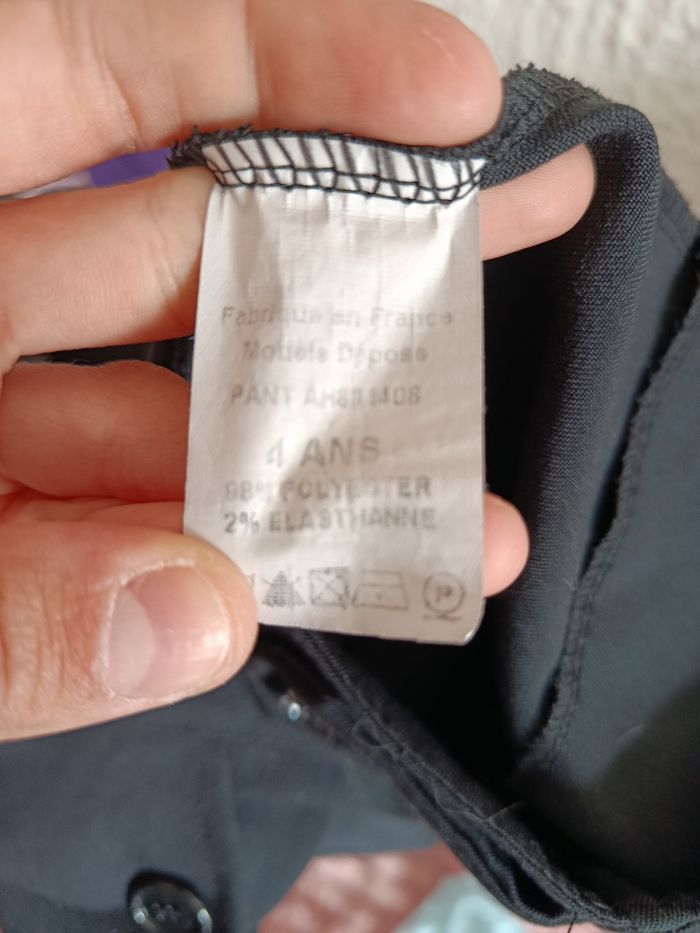 Fabriqué en France
Modèle Déposé
PANT
4 ANS
98% POLYESTER
2% ELASTHANNE
P